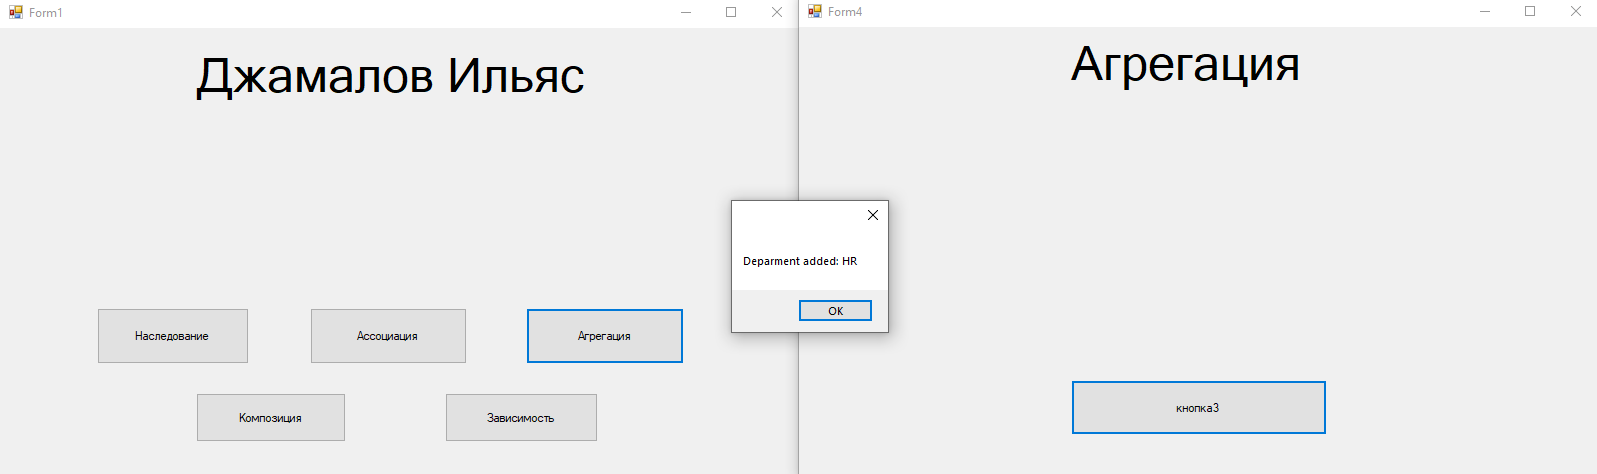 Form1
Джамалов Ильяс
Наследование
Ассоциация
Агрегация
Композиция
Зависимость
Form4
Агрегация
кнопка3
Deparment added: HR
OK